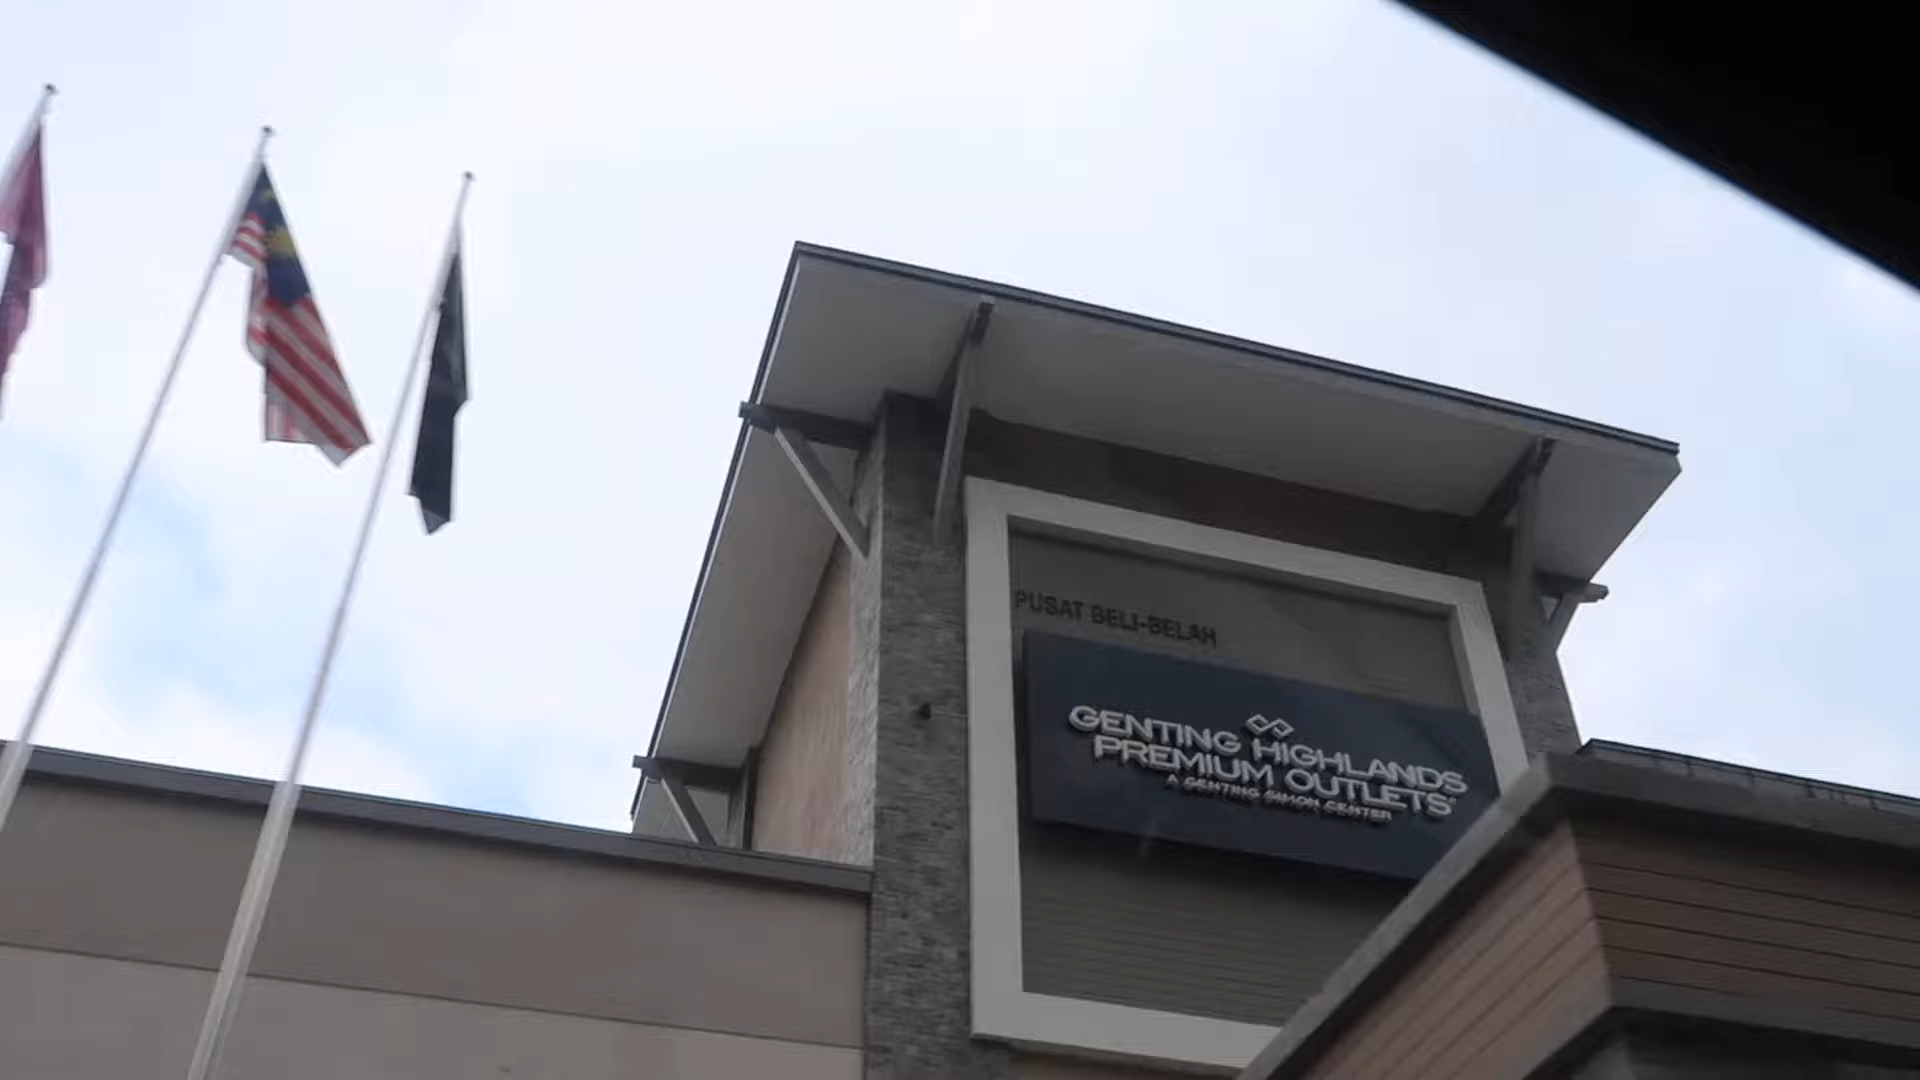 PUSAT BELI-BELAH
GENTING HIGHLANDS
PREMIUM OUTLETS®
A GENTING SIMON CENTER